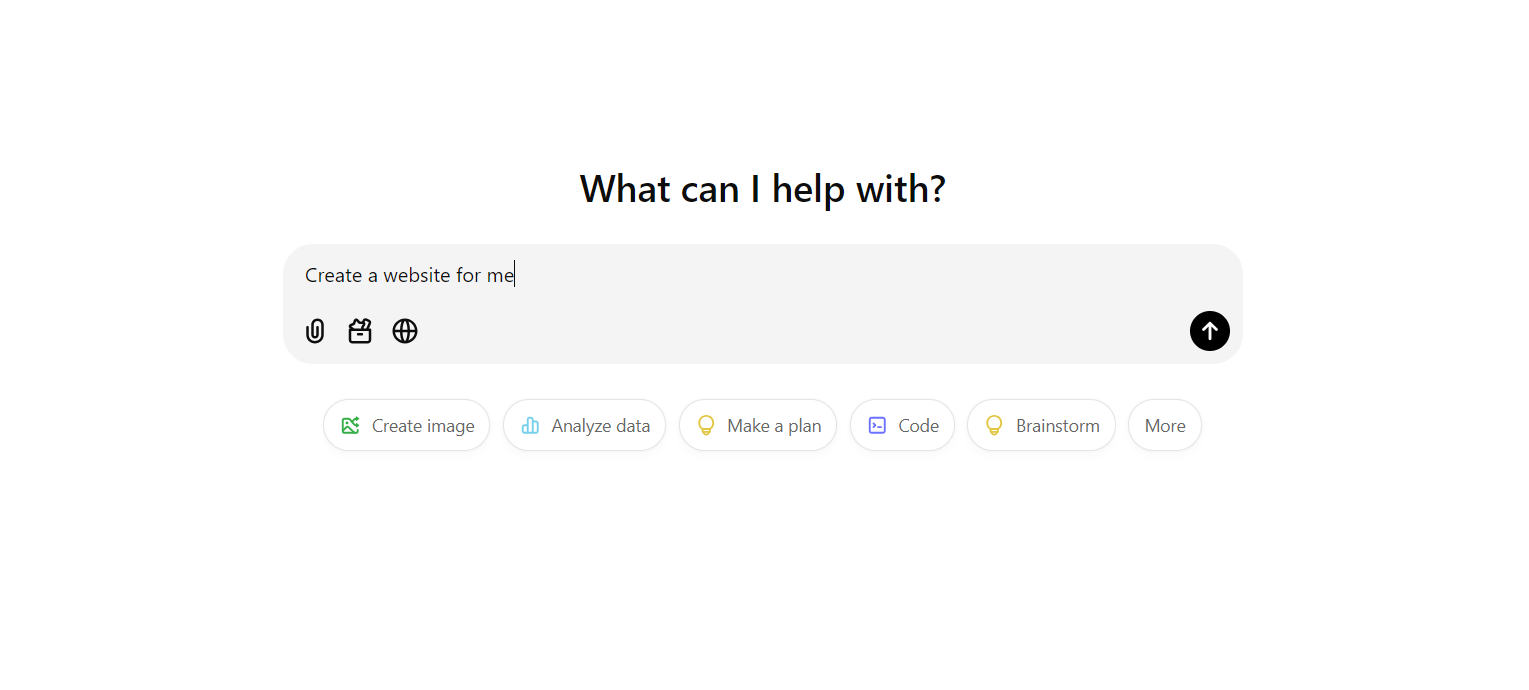 What can I help with?
Create a website for me
Create image
Analyze data
Make a plan
Code
Brainstorm
More